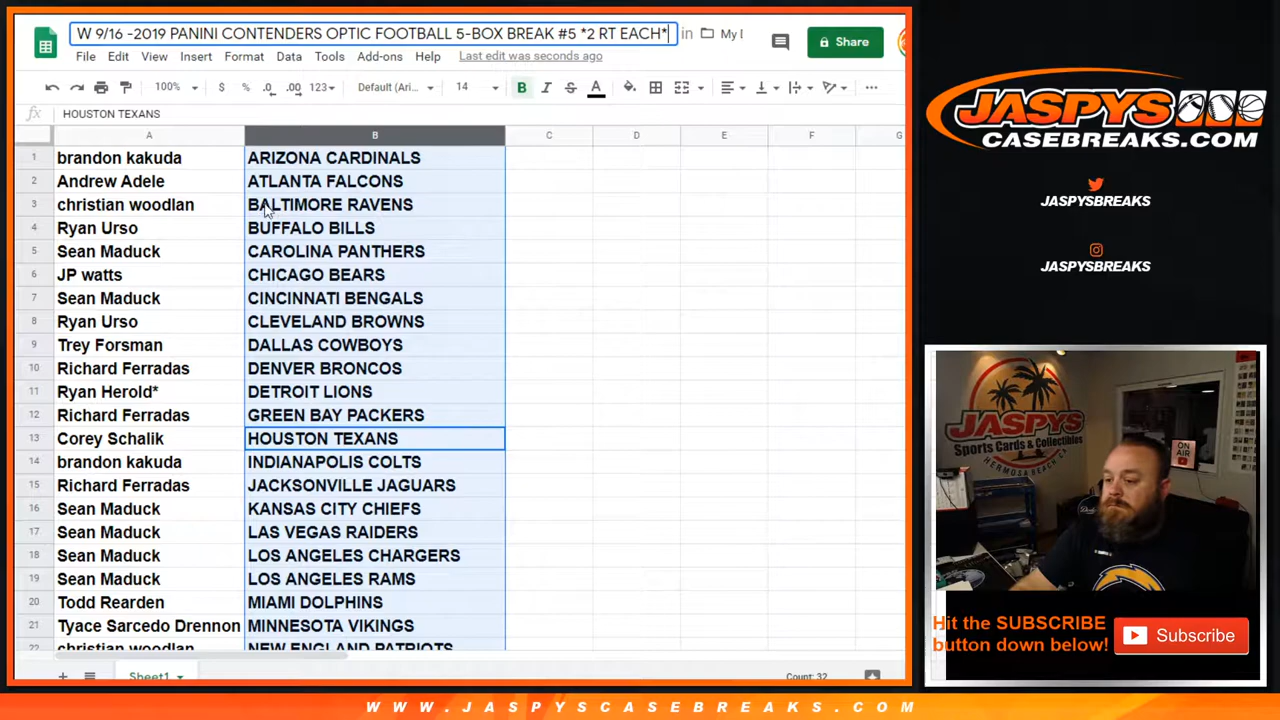 W 9/16 -2019 PANINI CONTENDERS OPTIC FOOTBALL 5-BOX BREAK #5 *2 RT EACH*
in
My
Share
File Edit View Insert Format Data Tools Add-ons Help Last edit was seconds ago
100% $ % .0 .00 123 Default (Ari... 14 B I S A
fx HOUSTON TEXANS
A B C D E F G
1 brandon kakuda ARIZONA CARDINALS
2 Andrew Adele ATLANTA FALCONS
3 christian woodlan BALTIMORE RAVENS
4 Ryan Urso BUFFALO BILLS
5 Sean Maduck CAROLINA PANTHERS
6 JP watts CHICAGO BEARS
7 Sean Maduck CINCINNATI BENGALS
8 Ryan Urso CLEVELAND BROWNS
9 Trey Forsman DALLAS COWBOYS
10 Richard Ferradas DENVER BRONCOS
11 Ryan Herold* DETROIT LIONS
12 Richard Ferradas GREEN BAY PACKERS
13 Corey Schalik HOUSTON TEXANS
14 brandon kakuda INDIANAPOLIS COLTS
15 Richard Ferradas JACKSONVILLE JAGUARS
16 Sean Maduck KANSAS CITY CHIEFS
17 Sean Maduck LAS VEGAS RAIDERS
18 Sean Maduck LOS ANGELES CHARGERS
19 Sean Maduck LOS ANGELES RAMS
20 Todd Rearden MIAMI DOLPHINS
21 Tyace Sarcedo Drennon MINNESOTA VIKINGS
22 christian woodlan NEW ENGLAND PATRIOTS
Sheet1
Count: 32
JASPYS
CASEBREAKS.COM
JASPYSBREAKS
JASPYSBREAKS
JASPYS
Sports Cards & Collectibles
HERMOSA BEACH
ON
AIR
Hit the SUBSCRIBE
button down below!
Subscribe
WWW.JASPYSCASEBREAKS.COM